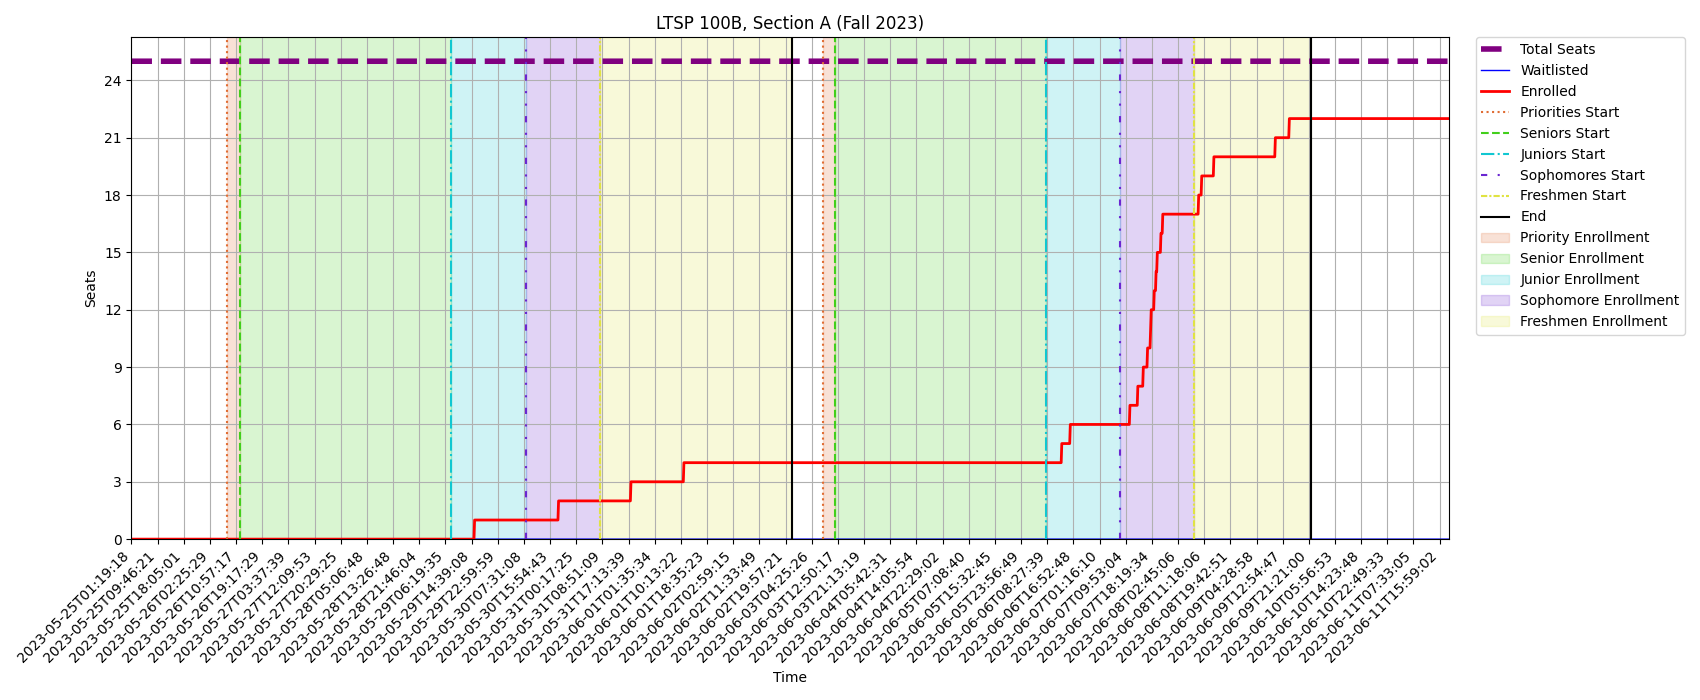 LTSP 100B, Section A (Fall 2023)
Seats
24
21
18
15
12
9
6
3
0
2023-05-25T01:19:18
2023-05-25T09:46:21
2023-05-25T18:05:01
2023-05-26T02:25:29
2023-05-26T10:57:17
2023-05-26T19:17:29
2023-05-27T03:37:39
2023-05-27T12:09:53
2023-05-27T20:29:25
2023-05-28T05:06:48
2023-05-28T13:26:48
2023-05-28T21:46:04
2023-05-29T06:19:35
2023-05-29T14:39:08
2023-05-29T22:59:59
2023-05-30T07:31:08
2023-05-30T15:54:43
2023-05-31T00:17:25
2023-05-31T08:51:09
2023-05-31T17:13:39
2023-06-01T01:35:34
2023-06-01T10:13:22
2023-06-01T18:35:23
2023-06-02T02:59:15
2023-06-02T11:33:49
2023-06-02T19:57:21
2023-06-03T04:25:26
2023-06-03T12:50:17
2023-06-03T21:13:19
2023-06-04T05:42:31
2023-06-04T14:05:54
2023-06-04T22:29:02
2023-06-05T07:08:40
2023-06-05T15:32:45
2023-06-05T23:56:49
2023-06-06T08:27:39
2023-06-06T16:52:48
2023-06-07T01:16:10
2023-06-07T09:53:04
2023-06-07T18:19:34
2023-06-08T02:45:06
2023-06-08T11:18:06
2023-06-08T19:42:51
2023-06-09T04:28:58
2023-06-09T12:54:47
2023-06-09T21:21:00
2023-06-10T05:56:53
2023-06-10T14:23:48
2023-06-10T22:49:33
2023-06-11T07:33:05
2023-06-11T15:59:02
Time
Total Seats
Waitlisted
Enrolled
Priorities Start
Seniors Start
Juniors Start
Sophomores Start
Freshmen Start
End
Priority Enrollment
Senior Enrollment
Junior Enrollment
Sophomore Enrollment
Freshmen Enrollment